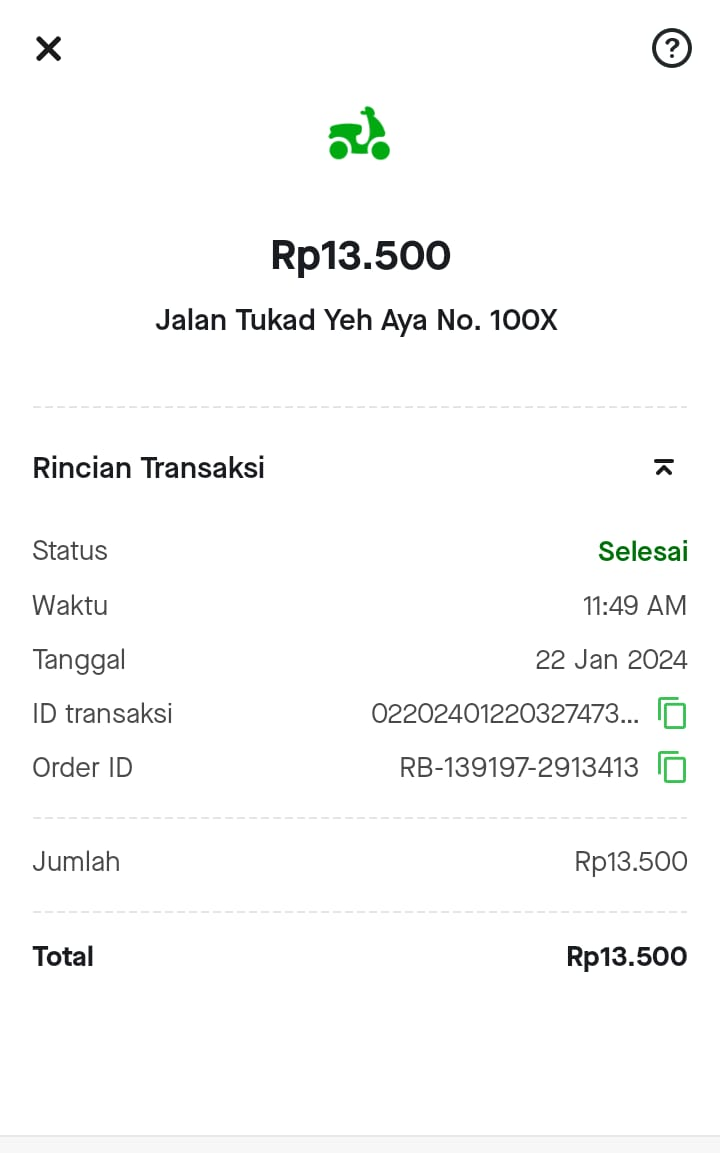 Rp13.500
Jalan Tukad Yeh Aya No. 100X
Rincian Transaksi
Status Selesai
Waktu 11:49 AM
Tanggal 22 Jan 2024
ID transaksi 02202401220327473...
Order ID RB-139197-2913413
Jumlah Rp13.500
Total Rp13.500